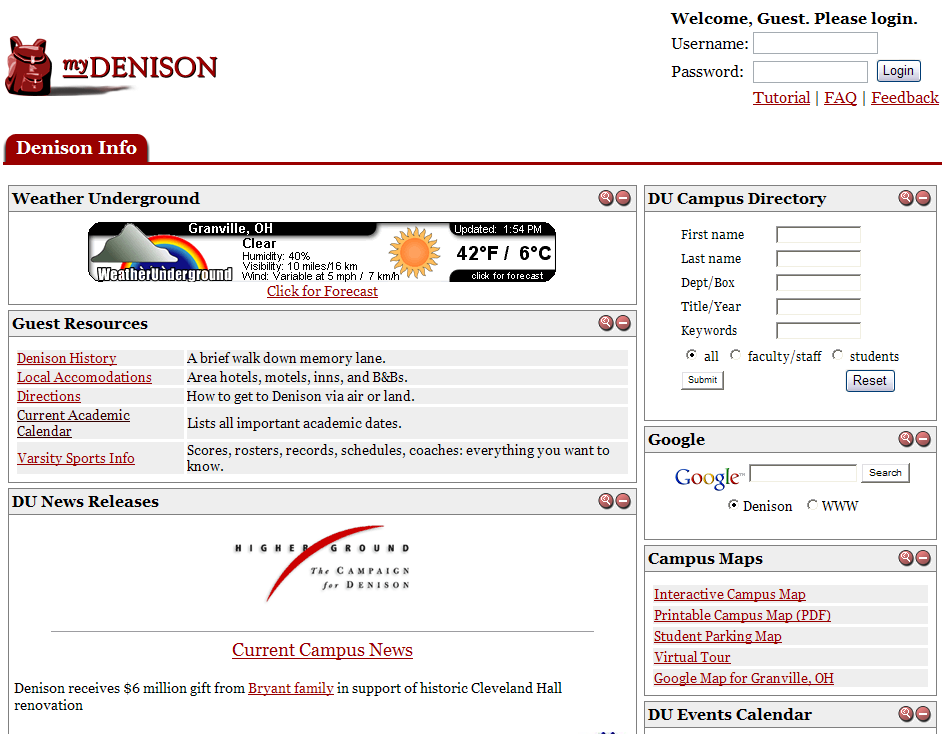 Welcome, Guest. Please login.
Username:
Password:
Login
Tutorial | FAQ | Feedback
myDENISON
Denison Info
Weather Underground
Granville, OH
Updated: 1:54 PM
Clear
Humidity: 40%
Visibility: 10 miles/16 km
Wind: Variable at 5 mph / 7 km/h
42°F / 6°C
WeatherUnderground
click for forecast
Click for Forecast
Guest Resources
Denison History A brief walk down memory lane.
Local Accomodations Area hotels, motels, inns, and B&Bs.
Directions How to get to Denison via air or land.
Current Academic
Calendar
Lists all important academic dates.
Varsity Sports Info
Scores, rosters, records, schedules, coaches: everything you want to
know.
DU News Releases
HIGHER GROUND
The CAMPAIGN
for DENISON
Current Campus News
Denison receives $6 million gift from Bryant family in support of historic Cleveland Hall
renovation
DU Campus Directory
First name
Last name
Dept/Box
Title/Year
Keywords
all faculty/staff students
Submit Reset
Google
Google™ Search
Denison WWW
Campus Maps
Interactive Campus Map
Printable Campus Map (PDF)
Student Parking Map
Virtual Tour
Google Map for Granville, OH
DU Events Calendar